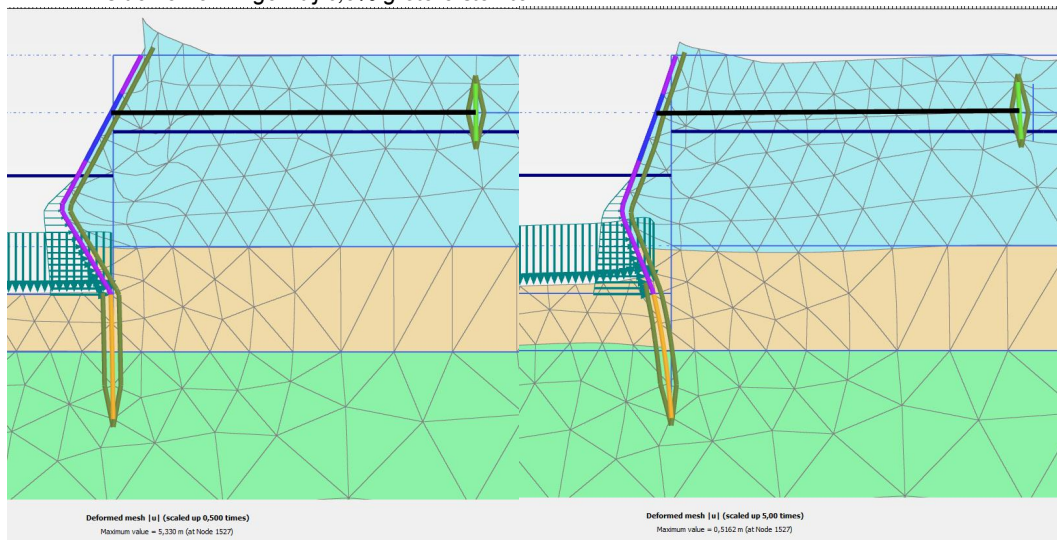 Deformed mesh |u| (scaled up 0,500 times)
Maximum value = 5,330 m (at Node 1527)
Deformed mesh |u| (scaled up 5,00 times)
Maximum value = 0,5162 m (at Node 1527)